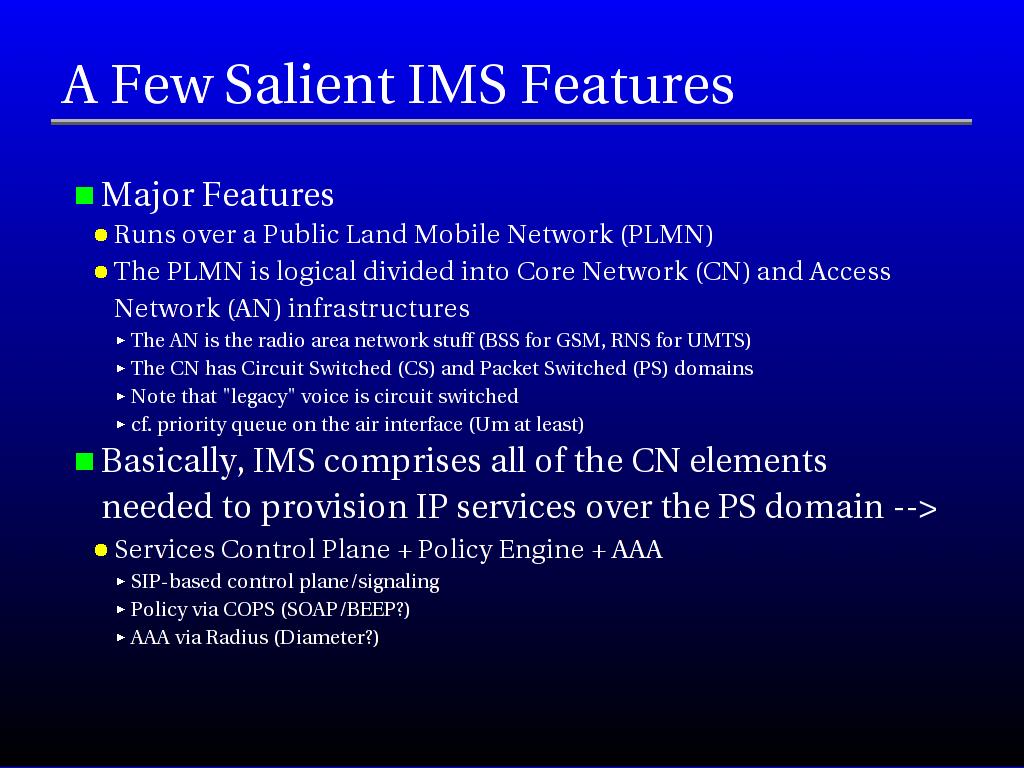 A Few Salient IMS Features
Major Features
Runs over a Public Land Mobile Network (PLMN)
The PLMN is logical divided into Core Network (CN) and Access
Network (AN) infrastructures
The AN is the radio area network stuff (BSS for GSM, RNS for UMTS)
The CN has Circuit Switched (CS) and Packet Switched (PS) domains
Note that "legacy" voice is circuit switched
cf. priority queue on the air interface (Um at least)
Basically, IMS comprises all of the CN elements
needed to provision IP services over the PS domain -->
Services Control Plane + Policy Engine + AAA
SIP-based control plane/signaling
Policy via COPS (SOAP/BEEP?)
AAA via Radius (Diameter?)